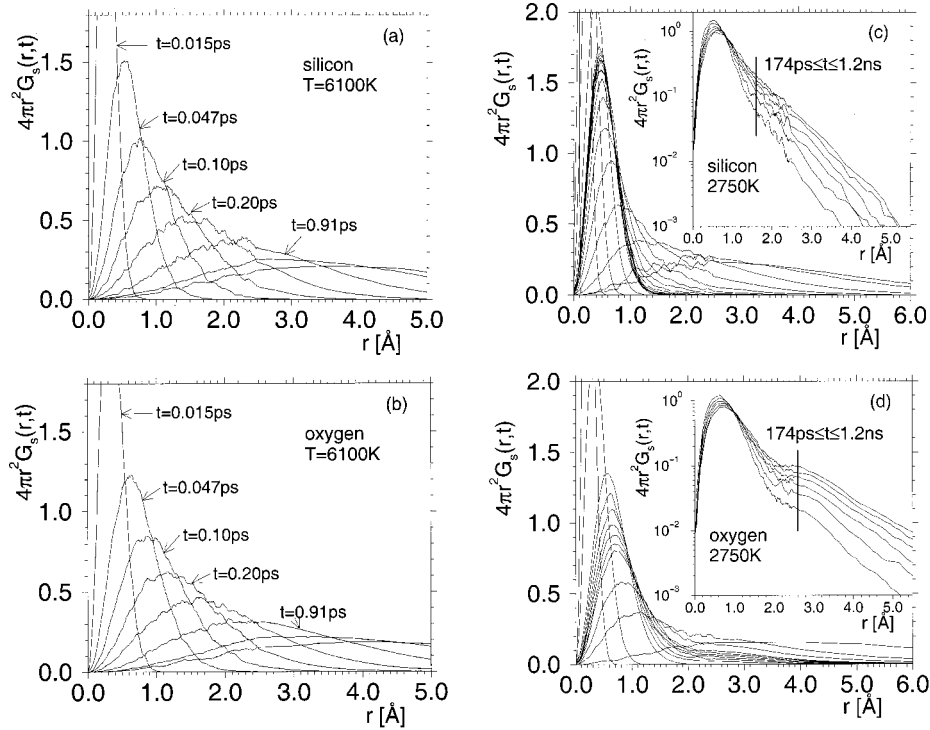 (a)
silicon
T=6100K
t=0.015ps
t=0.047ps
t=0.10ps
t=0.20ps
t=0.91ps
4πr²Gₛ(r,t)
1.5
1.0
0.5
0.0
0.0 1.0 2.0 3.0 4.0 5.0
r [Å]
(b)
oxygen
T=6100K
t=0.015ps
t=0.047ps
t=0.10ps
t=0.20ps
t=0.91ps
4πr²Gₛ(r,t)
1.5
1.0
0.5
0.0
0.0 1.0 2.0 3.0 4.0 5.0
r [Å]
(c)
4πr²Gₛ(r,t)
2.0
1.5
1.0
0.5
0.0
0.0 1.0 2.0 3.0 4.0 5.0 6.0
r [Å]
174ps≤t≤1.2ns
silicon
2750K
4πr²Gₛ(r,t)
10⁰
10⁻¹
10⁻²
10⁻³
0.0 1.0 2.0 3.0 4.0 5.0
r [Å]
(d)
4πr²Gₛ(r,t)
2.0
1.5
1.0
0.5
0.0
0.0 1.0 2.0 3.0 4.0 5.0 6.0
r [Å]
174ps≤t≤1.2ns
oxygen
2750K
4πr²Gₛ(r,t)
10⁰
10⁻¹
10⁻²
10⁻³
0.0 1.0 2.0 3.0 4.0 5.0
r [Å]